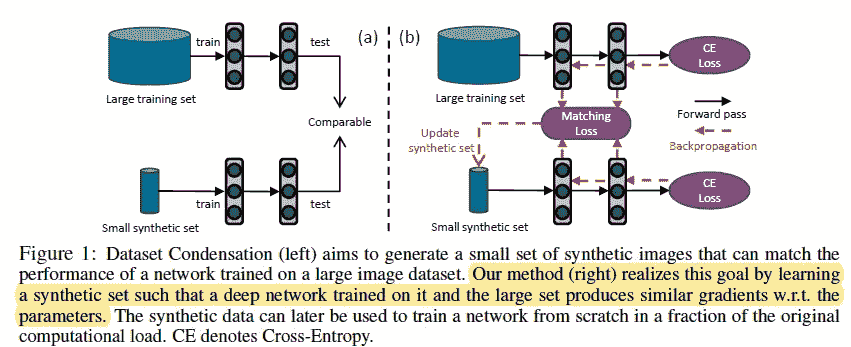 train
test
(a)
Large training set
Comparable
train
test
Small synthetic set
(b)
CE
Loss
Large training set
Matching
Loss
Forward pass
Backpropagation
Update
synthetic set
CE
Loss
Small synthetic set
Figure 1: Dataset Condensation (left) aims to generate a small set of synthetic images that can match the
performance of a network trained on a large image dataset. Our method (right) realizes this goal by learning
a synthetic set such that a deep network trained on it and the large set produces similar gradients w.r.t. the
parameters. The synthetic data can later be used to train a network from scratch in a fraction of the original
computational load. CE denotes Cross-Entropy.